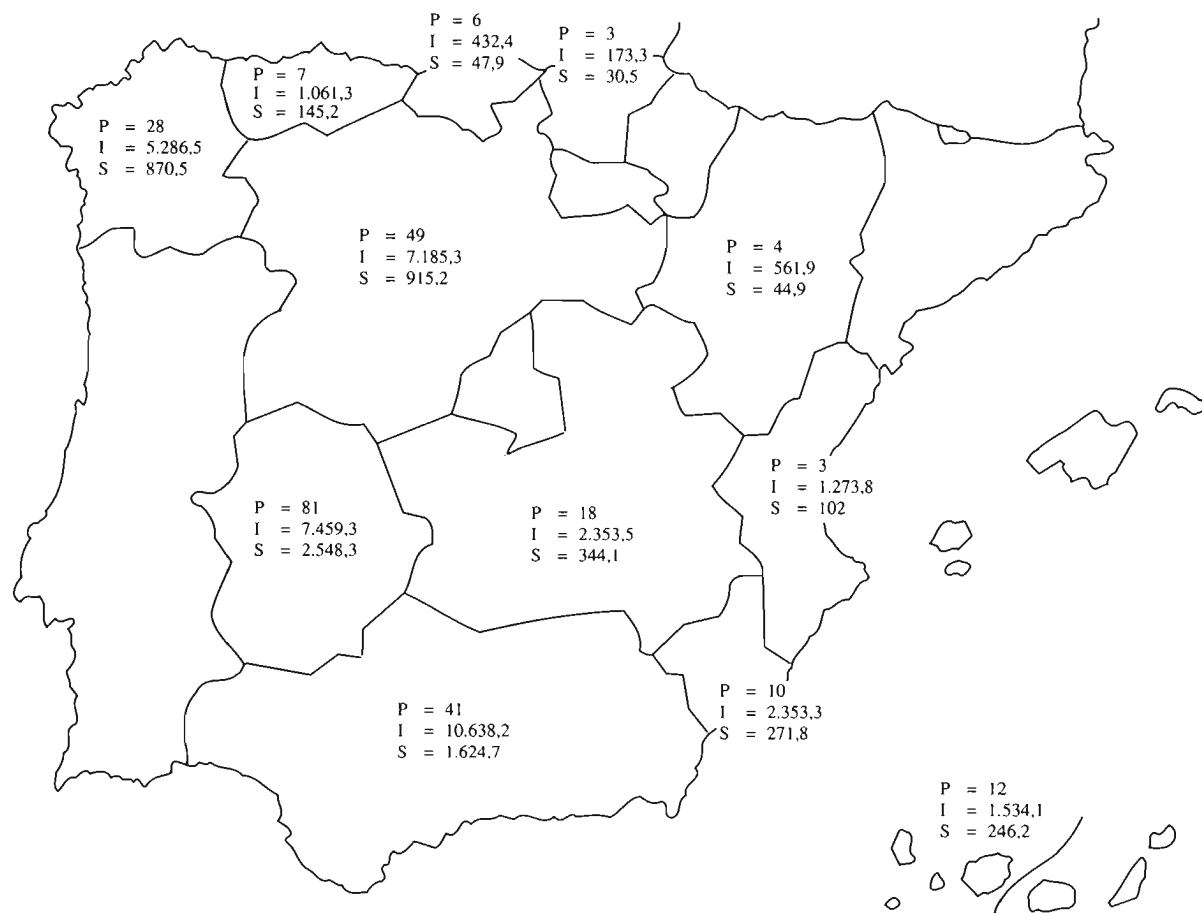 P = 6
I = 432,4
S = 47,9
P = 3
I = 173,3
S = 30,5
P = 7
I = 1.061,3
S = 145,2
P = 28
I = 5.286,5
S = 870,5
P = 49
I = 7.185,3
S = 915,2
P = 4
I = 561,9
S = 44,9
P = 3
I = 1.273,8
S = 102
P = 81
I = 7.459,3
S = 2.548,3
P = 18
I = 2.353,5
S = 344,1
P = 10
I = 2.353,3
S = 271,8
P = 41
I = 10.638,2
S = 1.624,7
P = 12
I = 1.534,1
S = 246,2